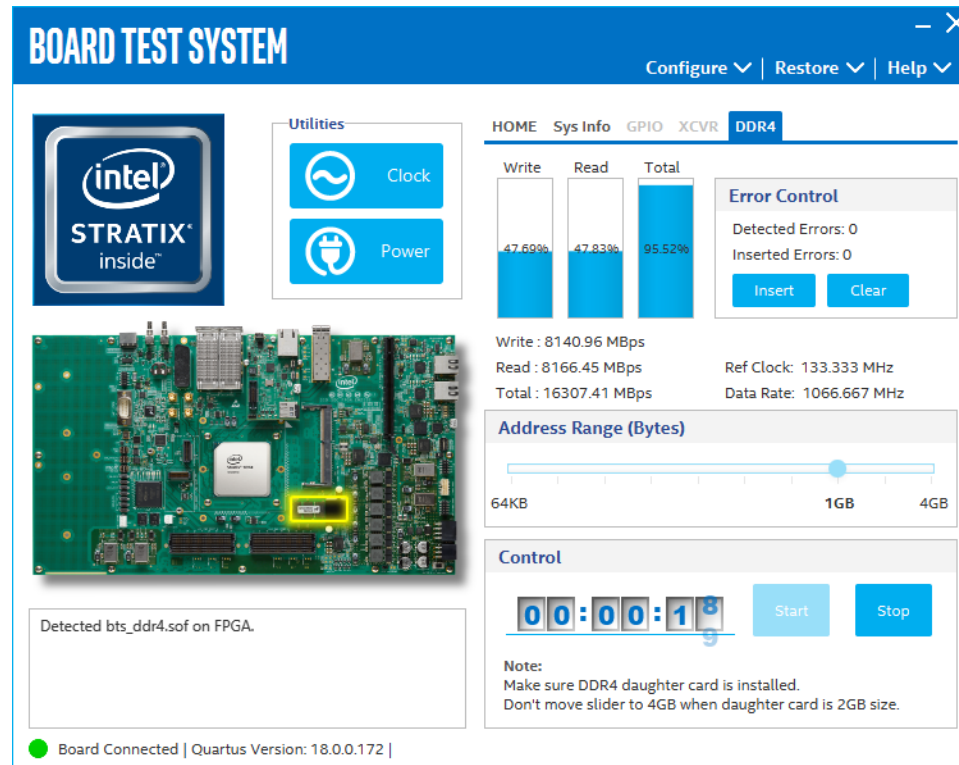 BOARD TEST SYSTEM
Configure | Restore | Help
intel
STRATIX
inside™
Utilities
Clock
Power
HOME Sys Info GPIO XCVR DDR4
Write Read Total
47.69% 47.83% 95.52%
Error Control
Detected Errors: 0
Inserted Errors: 0
Insert Clear
Write : 8140.96 MBps
Read : 8166.45 MBps Ref Clock: 133.333 MHz
Total : 16307.41 MBps Data Rate: 1066.667 MHz
Address Range (Bytes)
64KB 1GB 4GB
Control
00:00:18
9
Start Stop
Note:
Make sure DDR4 daughter card is installed.
Don't move slider to 4GB when daughter card is 2GB size.
Detected bts_ddr4.sof on FPGA.
Board Connected | Quartus Version: 18.0.0.172 |